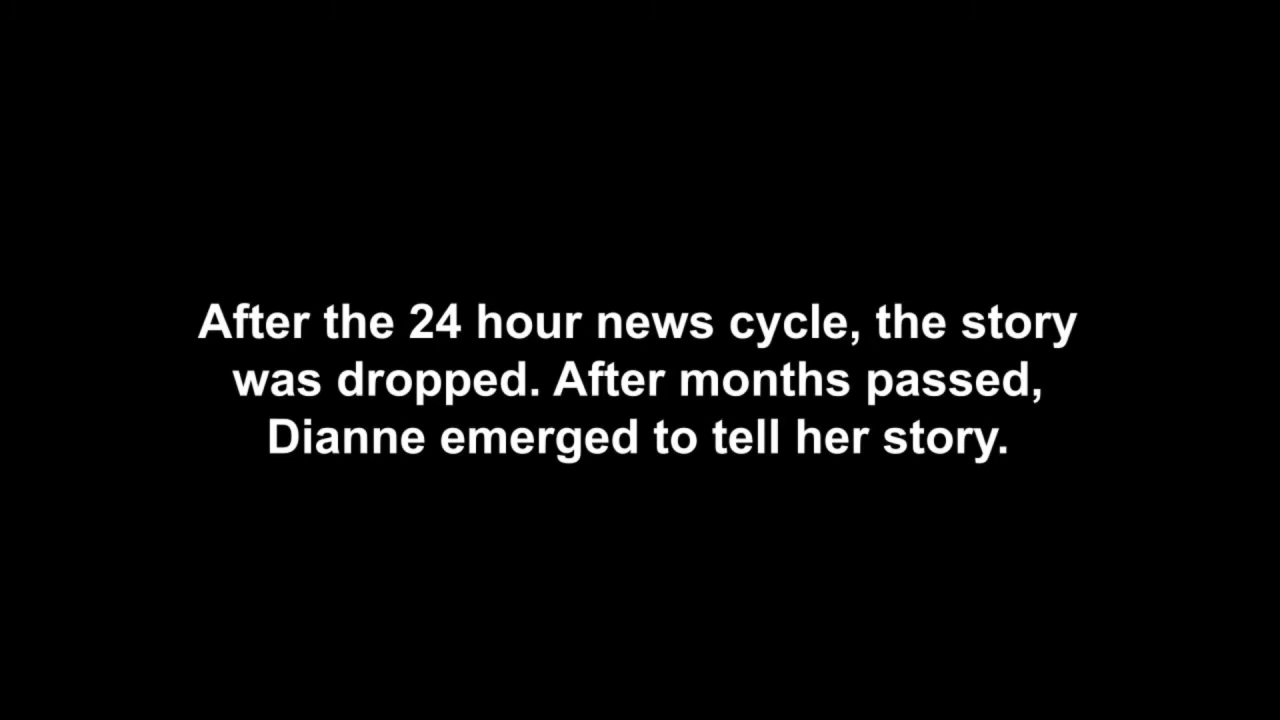 After the 24 hour news cycle, the story
was dropped. After months passed,
Dianne emerged to tell her story.